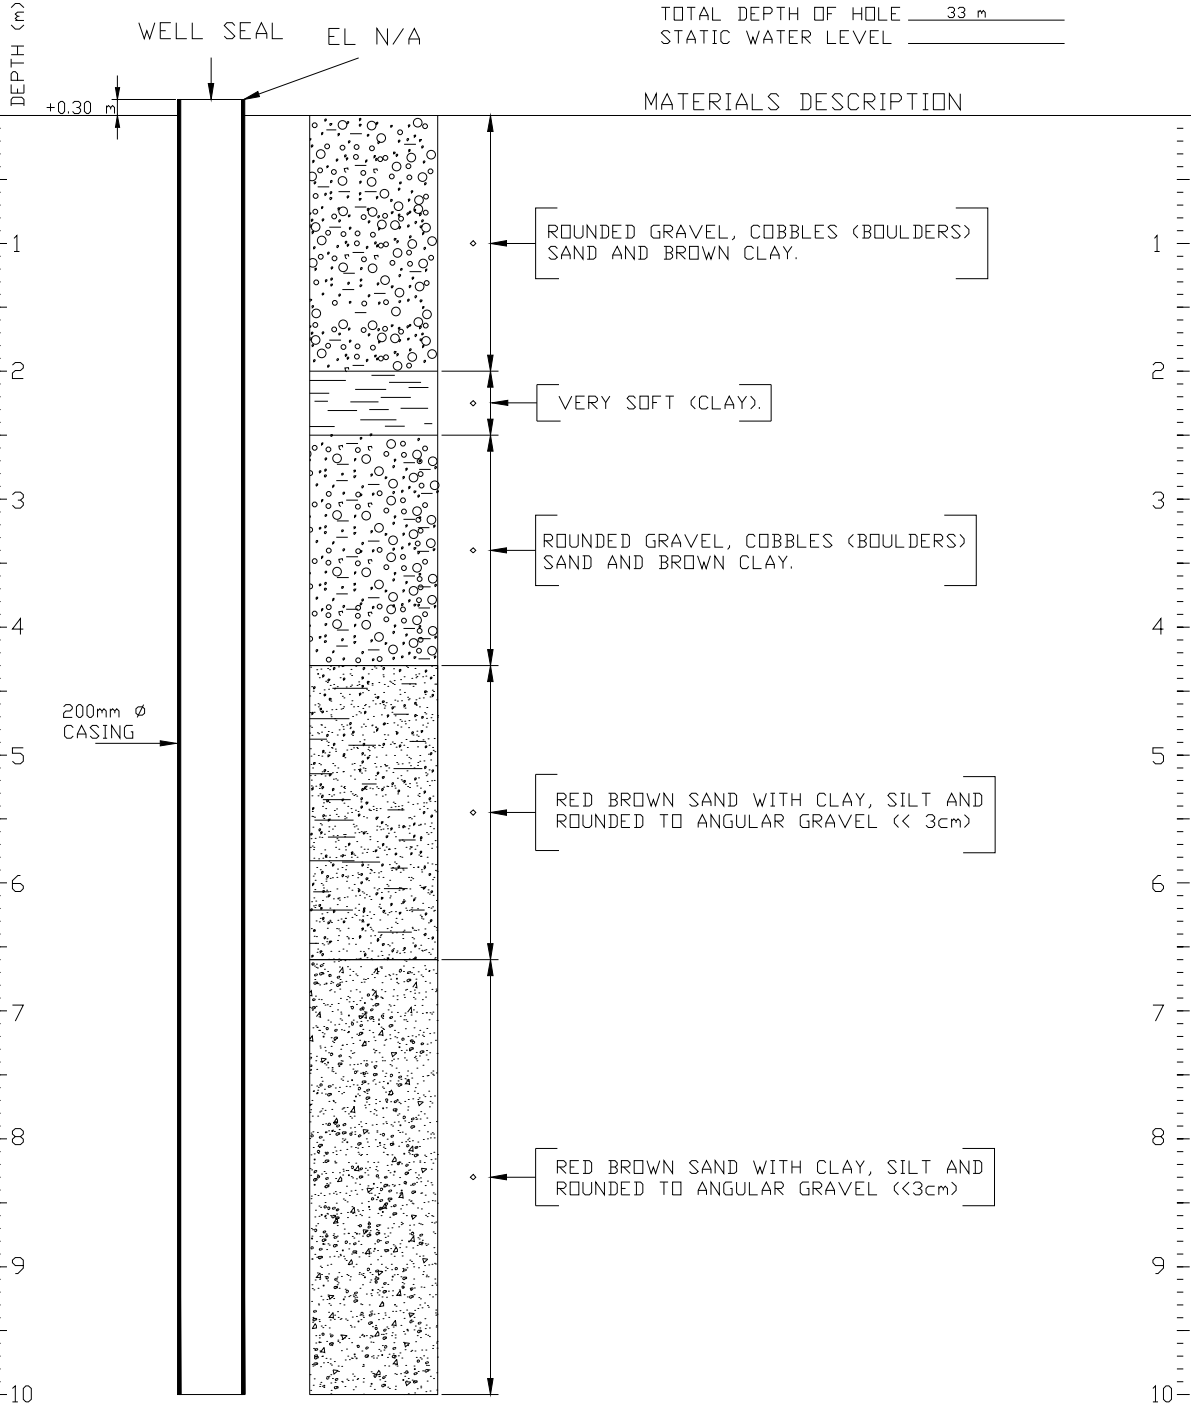 TOTAL DEPTH OF HOLE 33 m
STATIC WATER LEVEL
DEPTH (m)
WELL SEAL
EL N/A
+0.30 m
MATERIALS DESCRIPTION
ROUNDED GRAVEL, COBBLES (BOULDERS)
SAND AND BROWN CLAY.
1 1
2 2
VERY SOFT (CLAY).
3 3
ROUNDED GRAVEL, COBBLES (BOULDERS)
SAND AND BROWN CLAY.
4 4
200mm Ø
CASING
5 5
RED BROWN SAND WITH CLAY, SILT AND
ROUNDED TO ANGULAR GRAVEL (< 3cm)
6 6
7 7
8 8
RED BROWN SAND WITH CLAY, SILT AND
ROUNDED TO ANGULAR GRAVEL (<3cm)
9 9
10 10